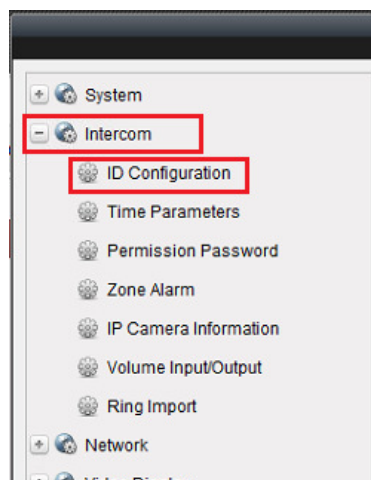 System
Intercom
ID Configuration
Time Parameters
Permission Password
Zone Alarm
IP Camera Information
Volume Input/Output
Ring Import
Network